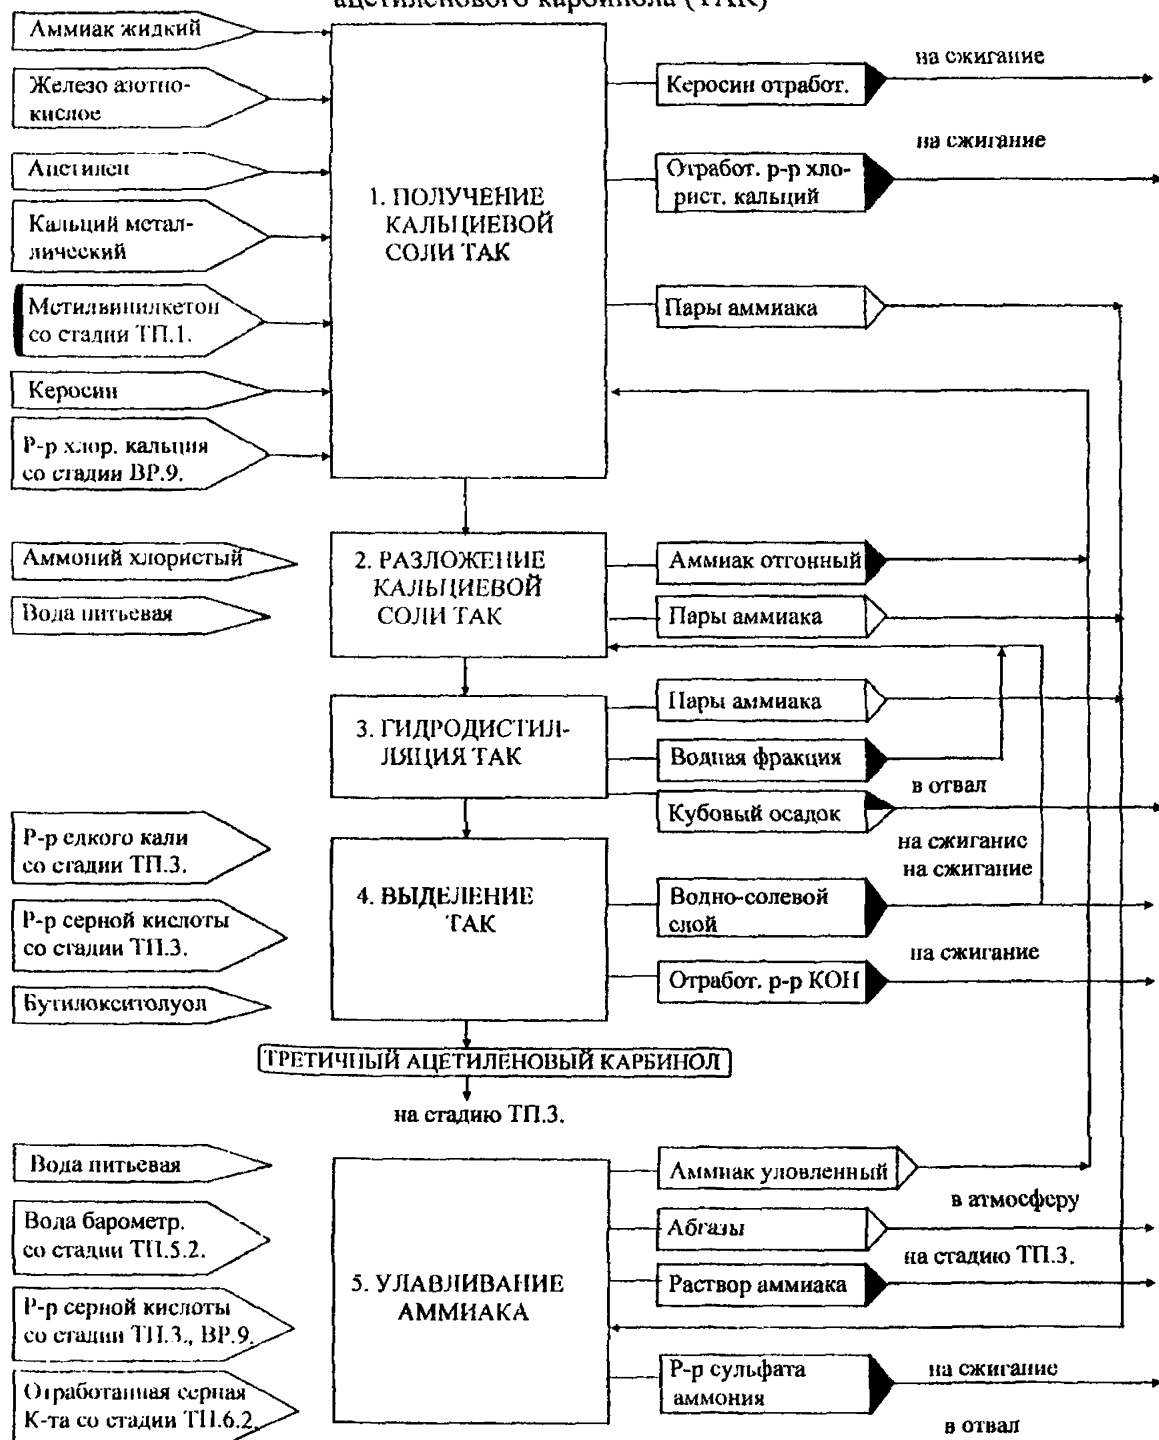 ацетиленового карбинола (ТАК)
Аммиак жидкий
Железо азотно-
кислое
Ацетилен
Кальций метал-
лический
Метилвинилкетон
со стадии ТП.1.
Керосин
Р-р хлор. кальция
со стадии ВР.9.
1. ПОЛУЧЕНИЕ
КАЛЬЦИЕВОЙ
СОЛИ ТАК
Керосин отработ.
на сжигание
Отработ. р-р хло-
рист. кальций
на сжигание
Пары аммиака
Аммоний хлористый
Вода питьевая
2. РАЗЛОЖЕНИЕ
КАЛЬЦИЕВОЙ
СОЛИ ТАК
Аммиак отгонный
Пары аммиака
3. ГИДРОДИСТИЛ-
ЛЯЦИЯ ТАК
Пары аммиака
Водная фракция
в отвал
Кубовый осадок
на сжигание
на сжигание
Р-р едкого кали
со стадии ТП.3.
Р-р серной кислоты
со стадии ТП.3.
Бутилокситолуол
4. ВЫДЕЛЕНИЕ
ТАК
Водно-солевой
слой
на сжигание
Отработ. р-р КОН
ТРЕТИЧНЫЙ АЦЕТИЛЕНОВЫЙ КАРБИНОЛ
на стадию ТП.3.
Вода питьевая
Вода барометр.
со стадии ТП.5.2.
Р-р серной кислоты
со стадии ТП.3., ВР.9.
Отработанная серная
К-та со стадии ТП.6.2.
5. УЛАВЛИВАНИЕ
АММИАКА
Аммиак уловленный
в атмосферу
Абгазы
на стадию ТП.3.
Раствор аммиака
Р-р сульфата
аммония
на сжигание
в отвал